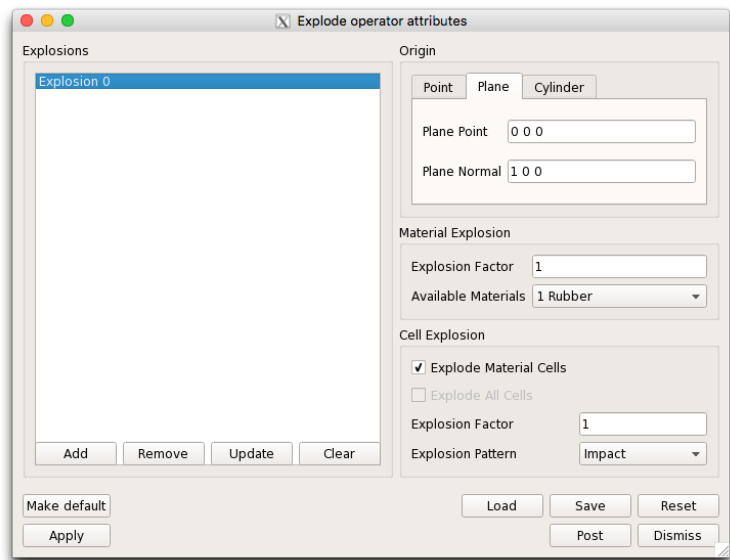 Explode operator attributes
Explosions
Explosion 0
Add Remove Update Clear
Origin
Point Plane Cylinder
Plane Point 0 0 0
Plane Normal 1 0 0
Material Explosion
Explosion Factor 1
Available Materials 1 Rubber
Cell Explosion
Explode Material Cells
Explode All Cells
Explosion Factor 1
Explosion Pattern Impact
Make default Load Save Reset
Apply Post Dismiss